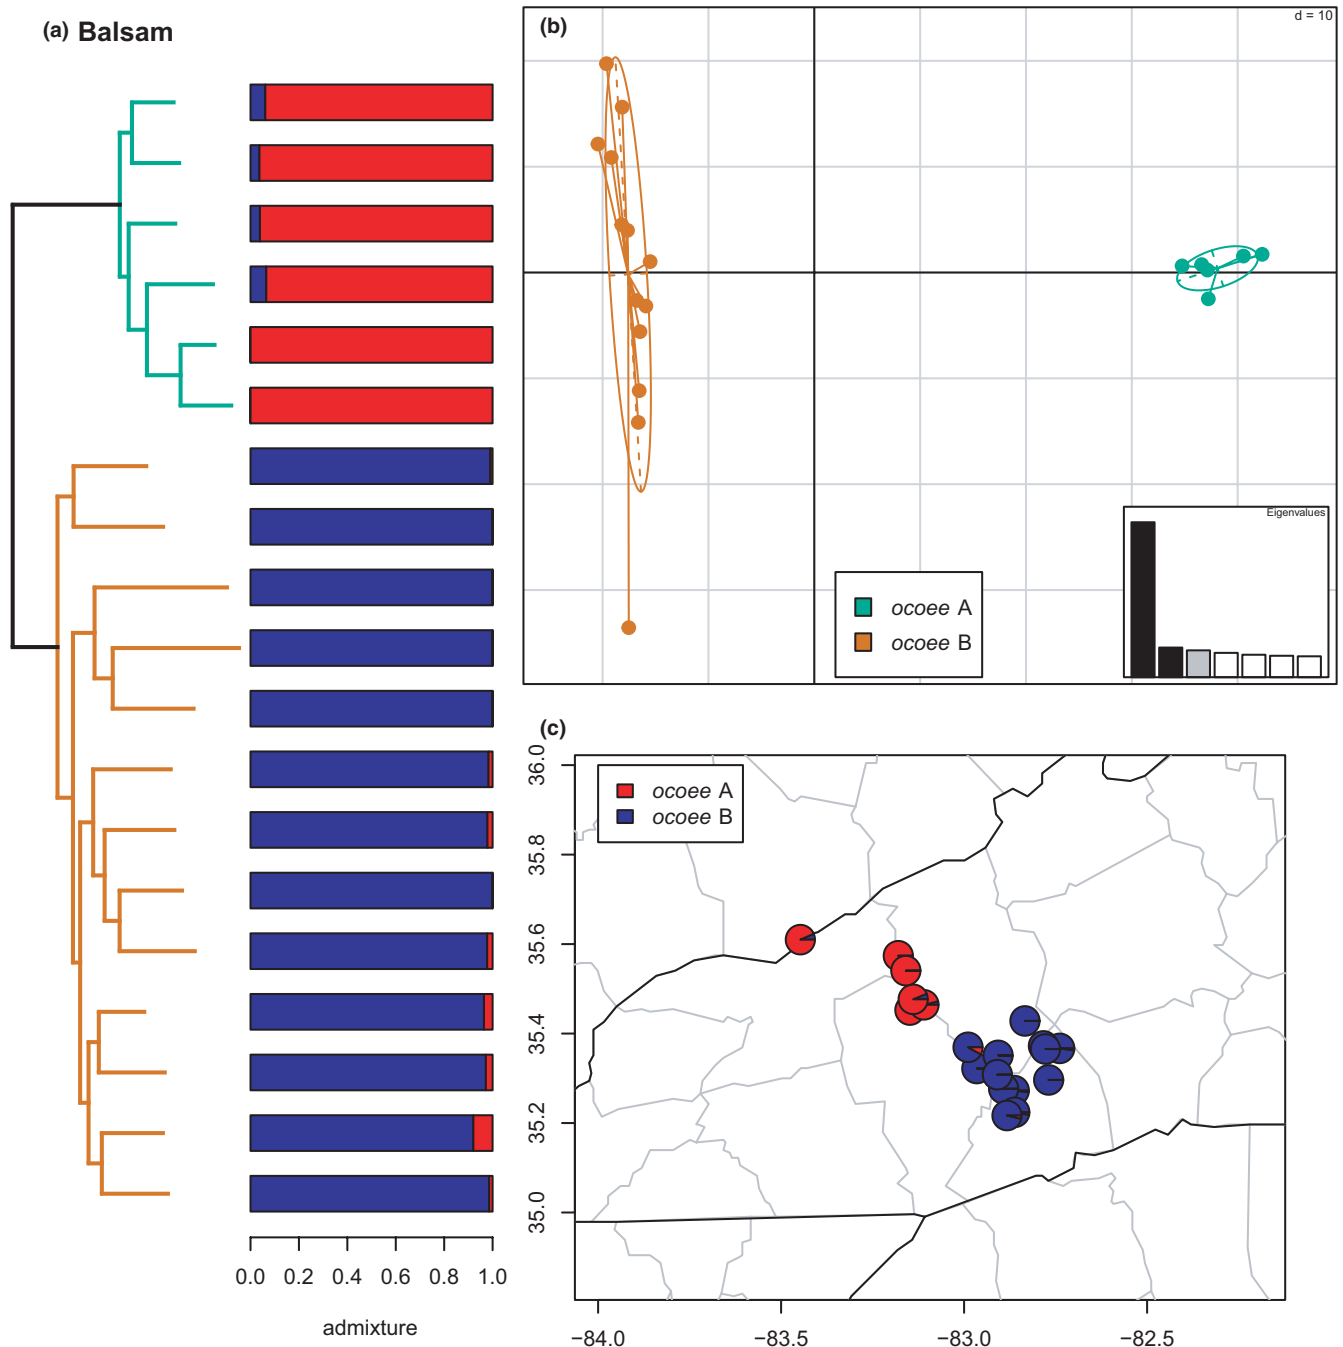 (a) Balsam
0.0 0.2 0.4 0.6 0.8 1.0
admixture
(b)
d = 10
ocoee A
ocoee B
Eigenvalues
(c)
ocoee A
ocoee B
36.0
35.8
35.6
35.4
35.2
35.0
−84.0 −83.5 −83.0 −82.5